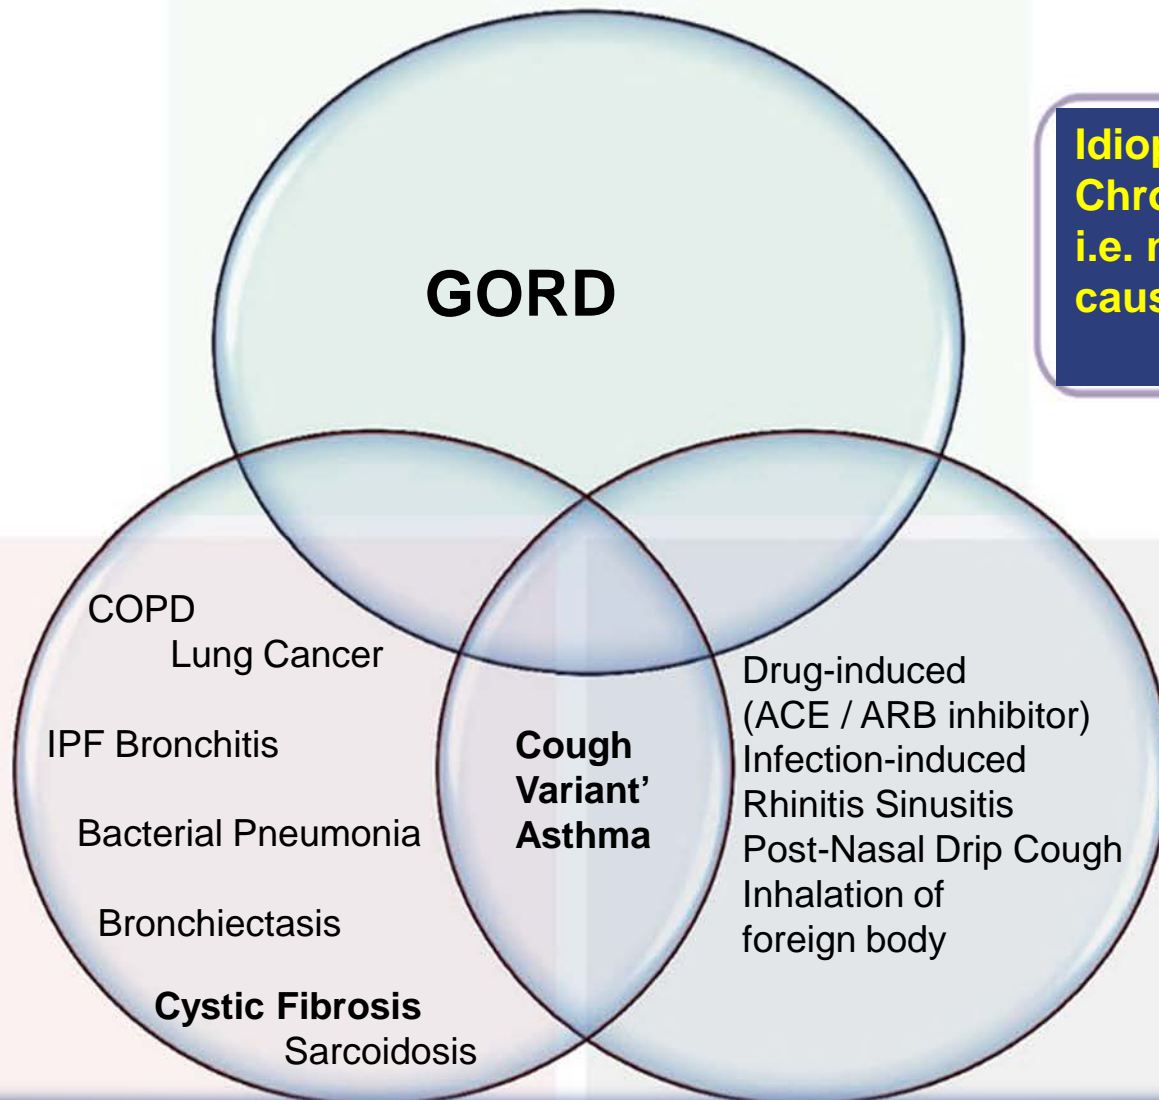 GORD
i.e.
COPD
Lung Cancer
IPF Bronchitis
Bacterial Pneumonia
Bronchiectasis
Cystic Fibrosis
Sarcoidosis
Cough
Variant’
Asthma
Drug-induced
(ACE / ARB inhibitor)
Infection-induced
Rhinitis Sinusitis
Post-Nasal Drip Cough
Inhalation of
foreign body